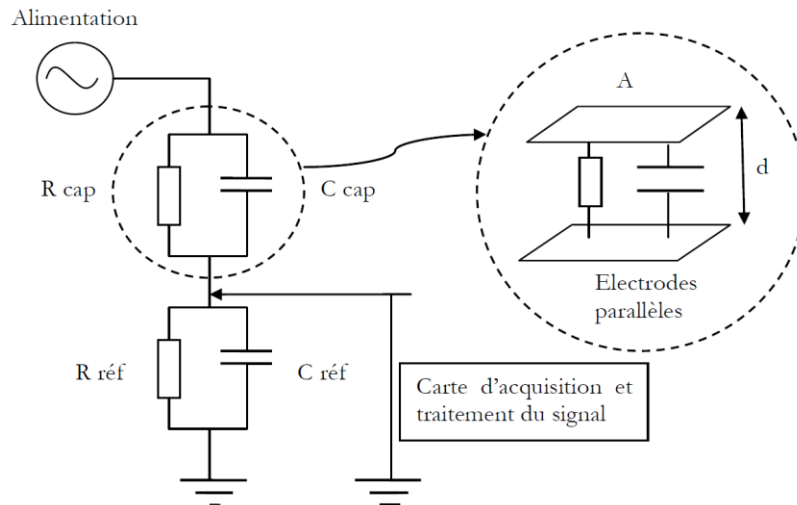 Alimentation
A
R cap
C cap
d
Electrodes
parallèles
R réf
C réf
Carte d'acquisition et
traitement du signal